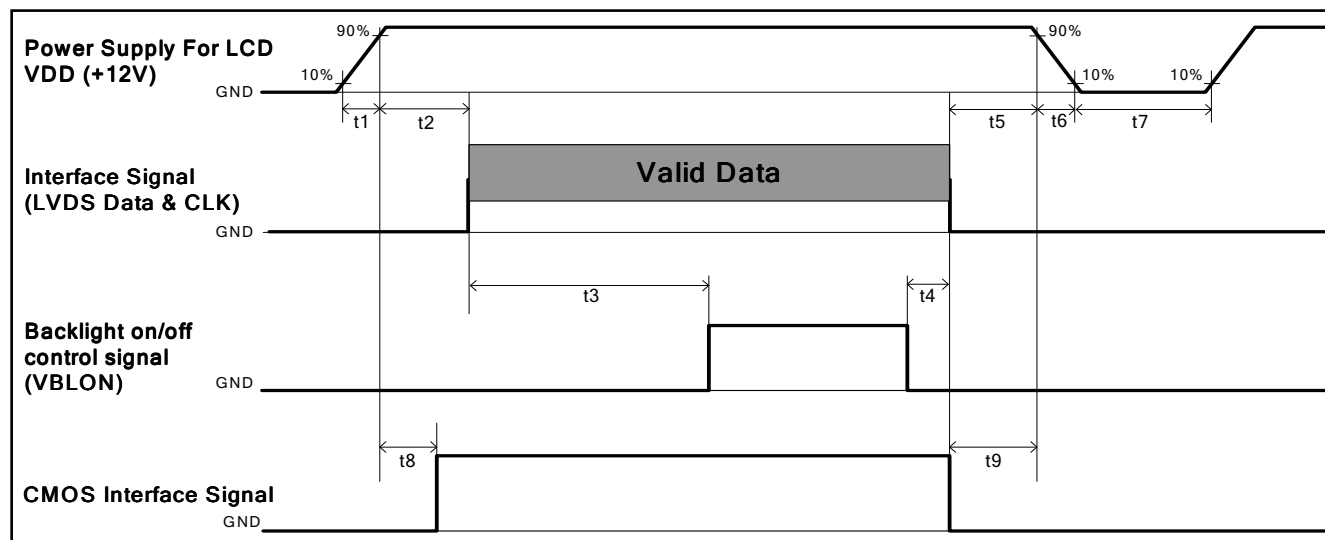 Power Supply For LCD
VDD (+12V)
90%
10%
GND
t1
t2
90%
10%
10%
t5
t6
t7
Interface Signal
(LVDS Data & CLK)
Valid Data
GND
t3
t4
Backlight on/off
control signal
(VBLON)
GND
t8
t9
CMOS Interface Signal
GND